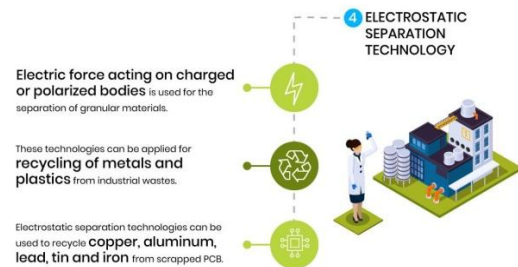 4 ELECTROSTATIC
SEPARATION
TECHNOLOGY
Electric force acting on charged
or polarized bodies is used for the
separation of granular materials.
These technologies can be applied for
recycling of metals and
plastics from industrial wastes.
Electrostatic separation technologies can be
used to recycle copper, aluminum,
lead, tin and iron from scrapped PCB.